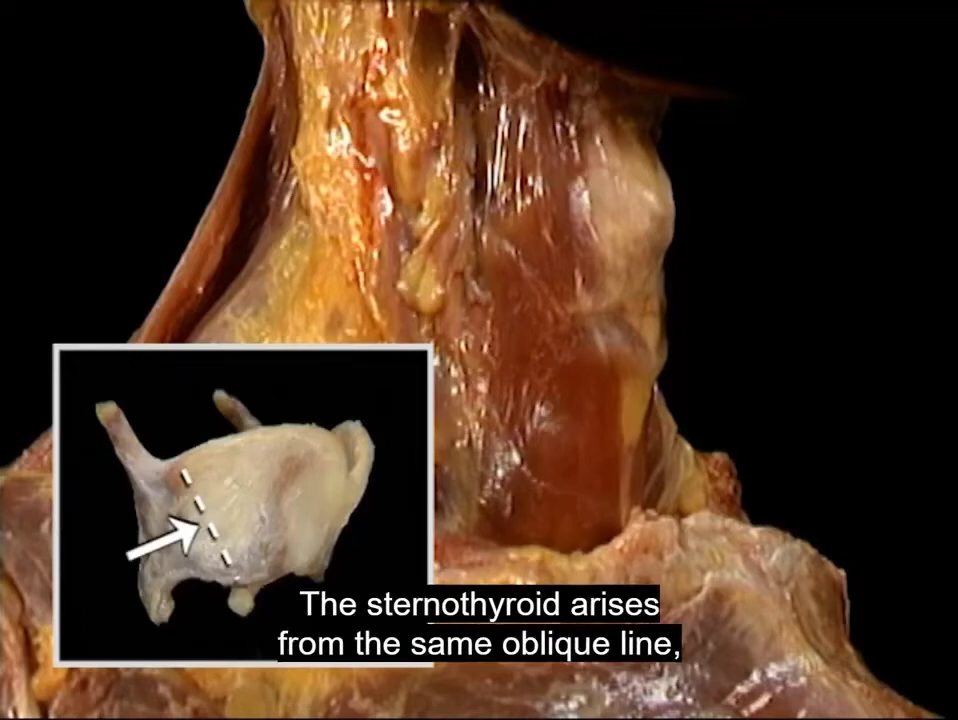 The sternothyroid arises
from the same oblique line,